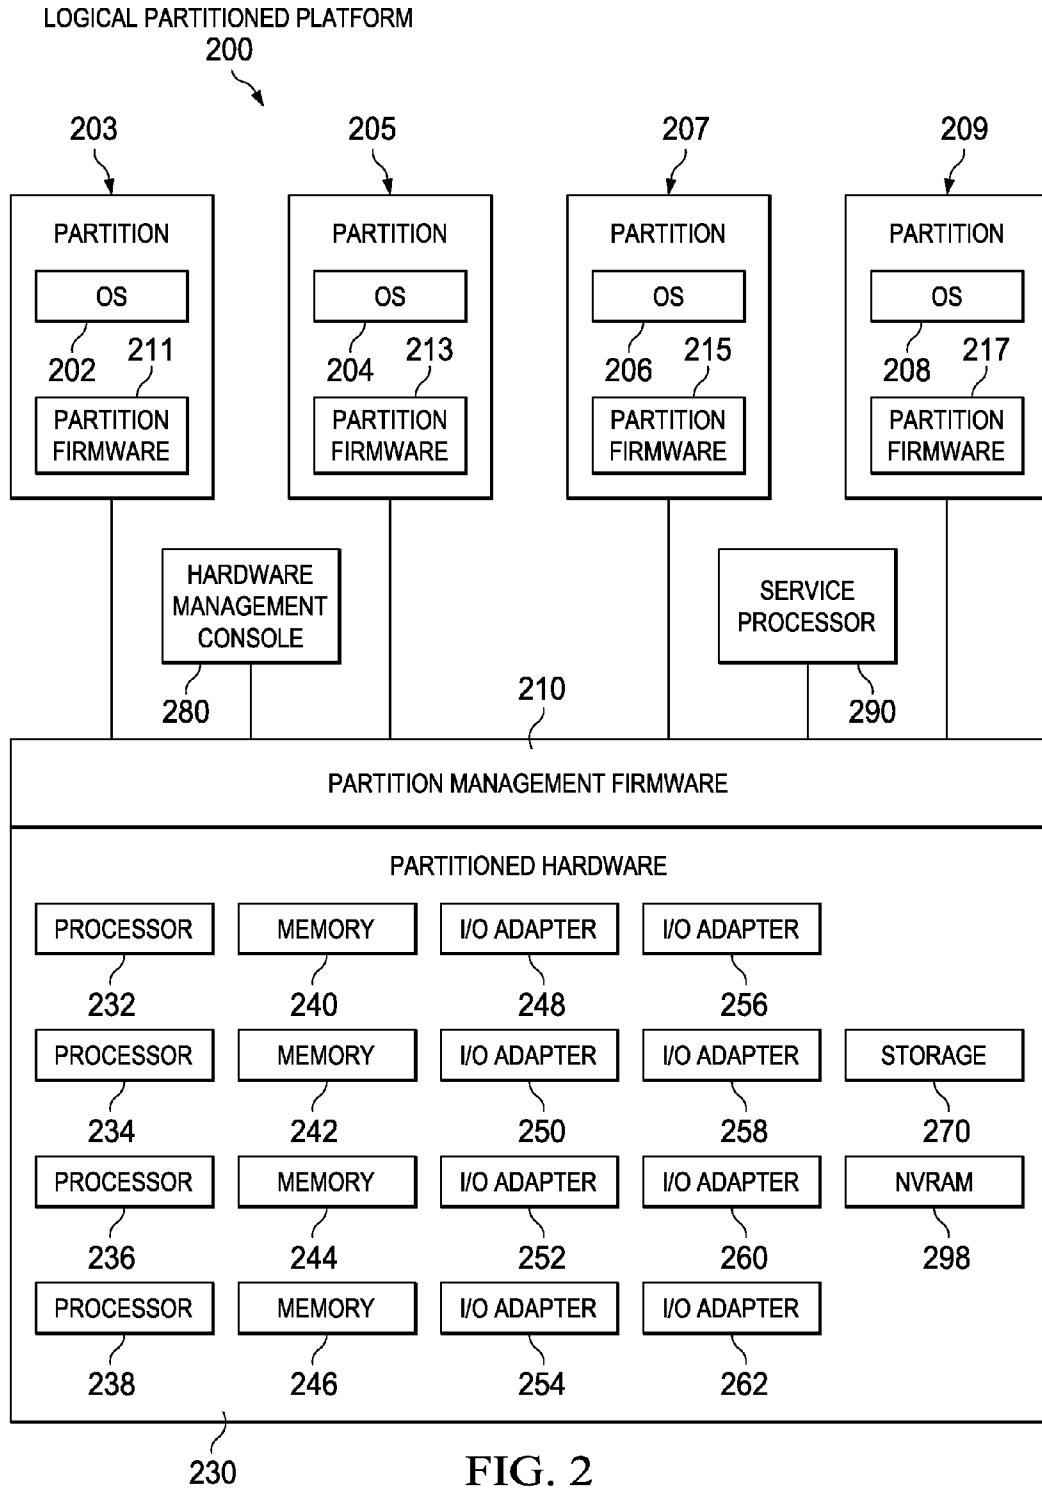 LOGICAL PARTITIONED PLATFORM
200
203 205 207 209
PARTITION PARTITION PARTITION PARTITION
OS OS OS OS
202 211 204 213 206 215 208 217
PARTITION FIRMWARE PARTITION FIRMWARE PARTITION FIRMWARE PARTITION FIRMWARE
HARDWARE
MANAGEMENT
CONSOLE
280
SERVICE
PROCESSOR
290
210
PARTITION MANAGEMENT FIRMWARE
PARTITIONED HARDWARE
PROCESSOR MEMORY I/O ADAPTER I/O ADAPTER
232 240 248 256
PROCESSOR MEMORY I/O ADAPTER I/O ADAPTER STORAGE
234 242 250 258 270
PROCESSOR MEMORY I/O ADAPTER I/O ADAPTER NVRAM
236 244 252 260 298
PROCESSOR MEMORY I/O ADAPTER I/O ADAPTER
238 246 254 262
230
FIG. 2